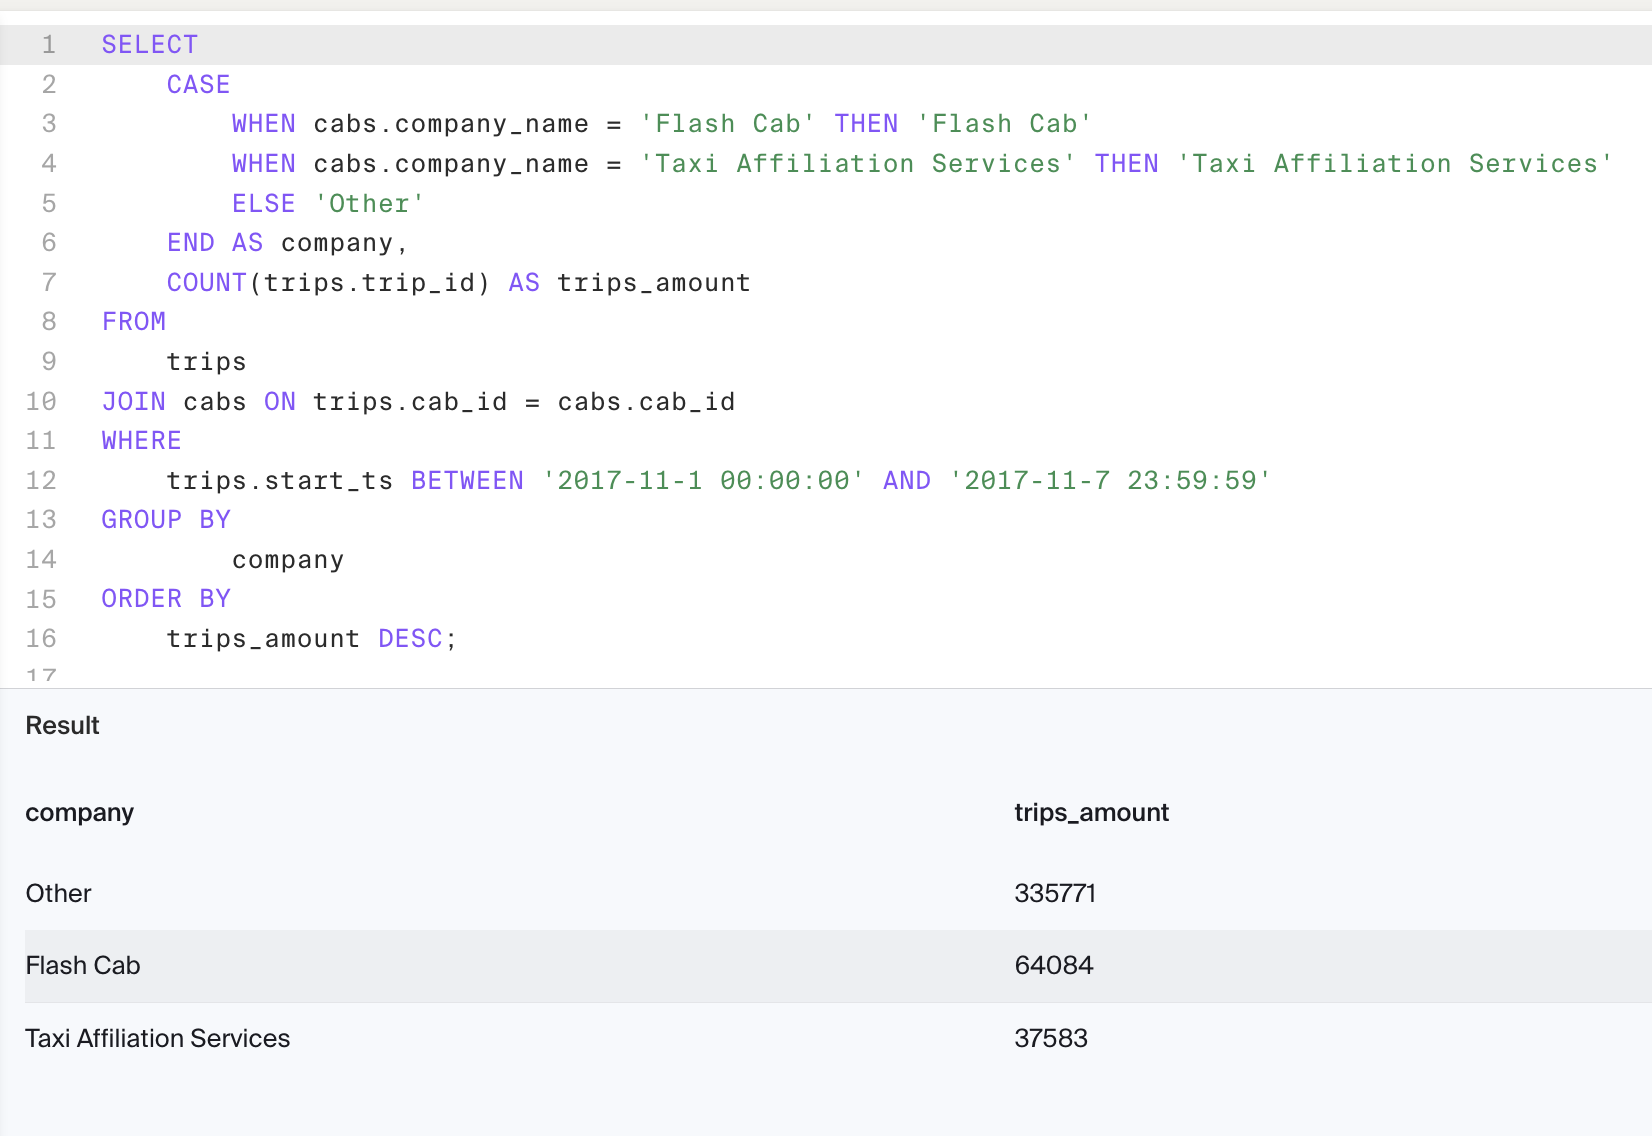 1 SELECT
2 CASE
3 WHEN cabs.company_name = 'Flash Cab' THEN 'Flash Cab'
4 WHEN cabs.company_name = 'Taxi Affiliation Services' THEN 'Taxi Affiliation Services'
5 ELSE 'Other'
6 END AS company,
7 COUNT(trips.trip_id) AS trips_amount
8 FROM
9 trips
10 JOIN cabs ON trips.cab_id = cabs.cab_id
11 WHERE
12 trips.start_ts BETWEEN '2017-11-1 00:00:00' AND '2017-11-7 23:59:59'
13 GROUP BY
14 company
15 ORDER BY
16 trips_amount DESC;
17
Result
company trips_amount
Other 335771
Flash Cab 64084
Taxi Affiliation Services 37583